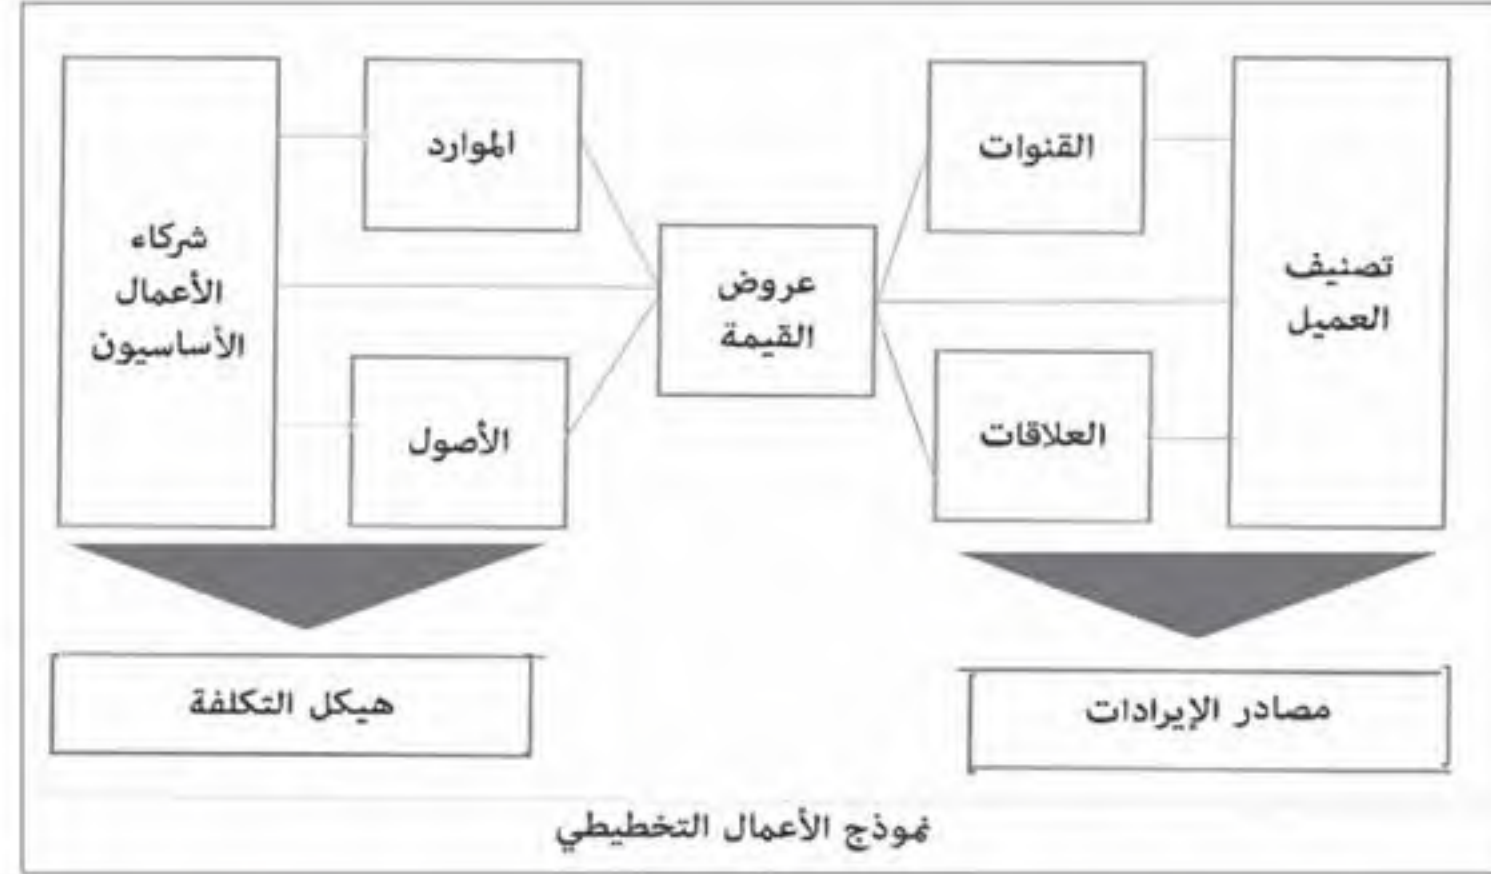 القنوات
الموارد
تصنيف
العميل
عروض
القيمة
شركاء
الأعمال
الأساسيون
العلاقات
الأصول
مصادر الإيرادات
هيكل التكلفة
نموذج الأعمال التخطيطي